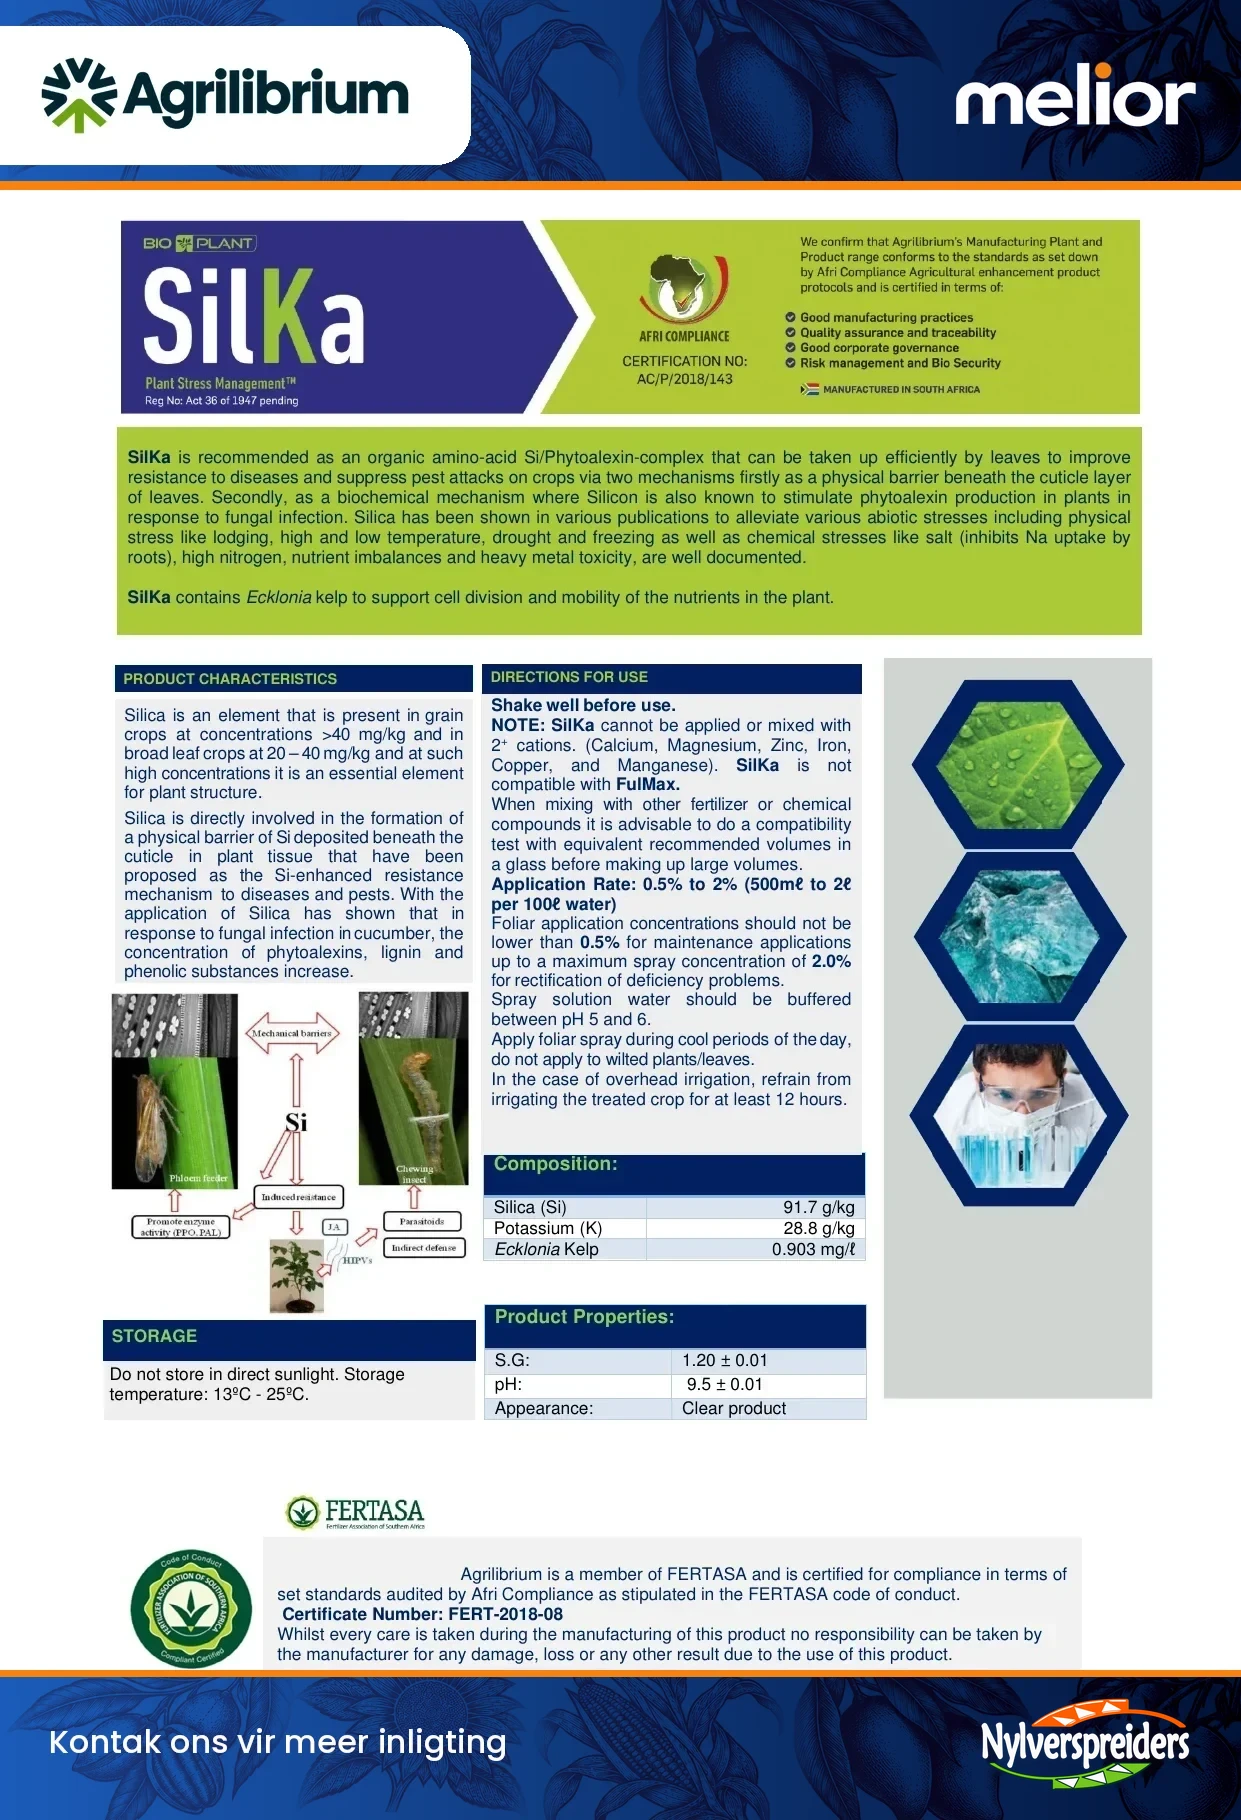 Agrilibrium
melior
BIO PLANT
SilKa
Plant Stress Management™
Reg No: Act 36 of 1947 pending
AFRI COMPLIANCE
CERTIFICATION NO:
AC/P/2018/143
We confirm that Agrilibrium's Manufacturing Plant and
Product range conforms to the standards as set down
by Afri Compliance Agricultural enhancement product
protocols and is certified in terms of:
Good manufacturing practices
Quality assurance and traceability
Good corporate governance
Risk management and Bio Security
MANUFACTURED IN SOUTH AFRICA
SilKa is recommended as an organic amino-acid Si/Phytoalexin-complex that can be taken up efficiently by leaves to improve
resistance to diseases and suppress pest attacks on crops via two mechanisms firstly as a physical barrier beneath the cuticle layer
of leaves. Secondly, as a biochemical mechanism where Silicon is also known to stimulate phytoalexin production in plants in
response to fungal infection. Silica has been shown in various publications to alleviate various abiotic stresses including physical
stress like lodging, high and low temperature, drought and freezing as well as chemical stresses like salt (inhibits Na uptake by
roots), high nitrogen, nutrient imbalances and heavy metal toxicity, are well documented.
SilKa contains Ecklonia kelp to support cell division and mobility of the nutrients in the plant.
PRODUCT CHARACTERISTICS
Silica is an element that is present in grain
crops at concentrations >40 mg/kg and in
broad leaf crops at 20 – 40 mg/kg and at such
high concentrations it is an essential element
for plant structure.
Silica is directly involved in the formation of
a physical barrier of Si deposited beneath the
cuticle in plant tissue that have been
proposed as the Si-enhanced resistance
mechanism to diseases and pests. With the
application of Silica has shown that in
response to fungal infection in cucumber, the
concentration of phytoalexins, lignin and
phenolic substances increase.
Mechanical barriers
Si
Phloem feeder
Chewing
insect
Induced resistance
Promote enzyme
activity (PPO, PAL)
JA
HIPVs
Parasitoids
Indirect defense
STORAGE
Do not store in direct sunlight. Storage
temperature: 13ºC - 25ºC.
DIRECTIONS FOR USE
Shake well before use.
NOTE: SilKa cannot be applied or mixed with
2⁺ cations. (Calcium, Magnesium, Zinc, Iron,
Copper, and Manganese). SilKa is not
compatible with FulMax.
When mixing with other fertilizer or chemical
compounds it is advisable to do a compatibility
test with equivalent recommended volumes in
a glass before making up large volumes.
Application Rate: 0.5% to 2% (500mℓ to 2ℓ
per 100ℓ water)
Foliar application concentrations should not be
lower than 0.5% for maintenance applications
up to a maximum spray concentration of 2.0%
for rectification of deficiency problems.
Spray solution water should be buffered
between pH 5 and 6.
Apply foliar spray during cool periods of the day,
do not apply to wilted plants/leaves.
In the case of overhead irrigation, refrain from
irrigating the treated crop for at least 12 hours.
Composition:
Silica (Si) 91.7 g/kg
Potassium (K) 28.8 g/kg
Ecklonia Kelp 0.903 mg/ℓ
Product Properties:
S.G: 1.20 ± 0.01
pH: 9.5 ± 0.01
Appearance: Clear product
FERTASA
Fertilizer Association of Southern Africa
Code of Conduct
FERTILIZER ASSOCIATION OF SOUTHERN AFRICA
Compliant Certified
Agrilibrium is a member of FERTASA and is certified for compliance in terms of
set standards audited by Afri Compliance as stipulated in the FERTASA code of conduct.
Certificate Number: FERT-2018-08
Whilst every care is taken during the manufacturing of this product no responsibility can be taken by
the manufacturer for any damage, loss or any other result due to the use of this product.
Kontak ons vir meer inligting
Nylverspreiders